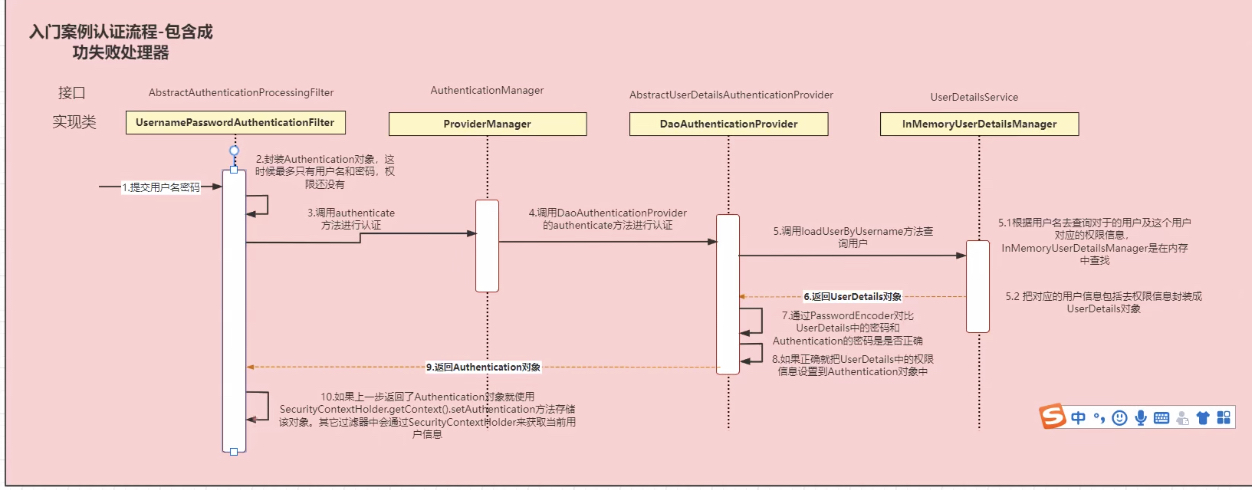 入门案例认证流程-包含成
功失败处理器
接口
AbstractAuthenticationProcessingFilter
AuthenticationManager
AbstractUserDetailsAuthenticationProvider
UserDetailsService
实现类
UsernamePasswordAuthenticationFilter
ProviderManager
DaoAuthenticationProvider
InMemoryUserDetailsManager
1.提交用户名密码
2.封装Authentication对象，这
时候最多只有用户名和密码，权
限还没有
3.调用authenticate
方法进行认证
4.调用DaoAuthenticationProvider
的authenticate方法进行认证
5.调用loadUserByUsername方法查
询用户
5.1根据用户名去查询对于的用户及这个用户
对应的权限信息，
InMemoryUserDetailsManager是在内存
中查找
6.返回UserDetails对象
5.2 把对应的用户信息包括去权限信息封装成
UserDetails对象
7.通过PasswordEncoder对比
UserDetails中的密码和
Authentication的密码是是否正确
8.如果正确就把UserDetails中的权限
信息设置到Authentication对象中
9.返回Authentication对象
10.如果上一步返回了Authentication对象就使用
SecurityContextHolder.getContext().setAuthentication方法存储
该对象。其它过滤器中会通过SecurityContextHolder来获取当前用
户信息
S 中